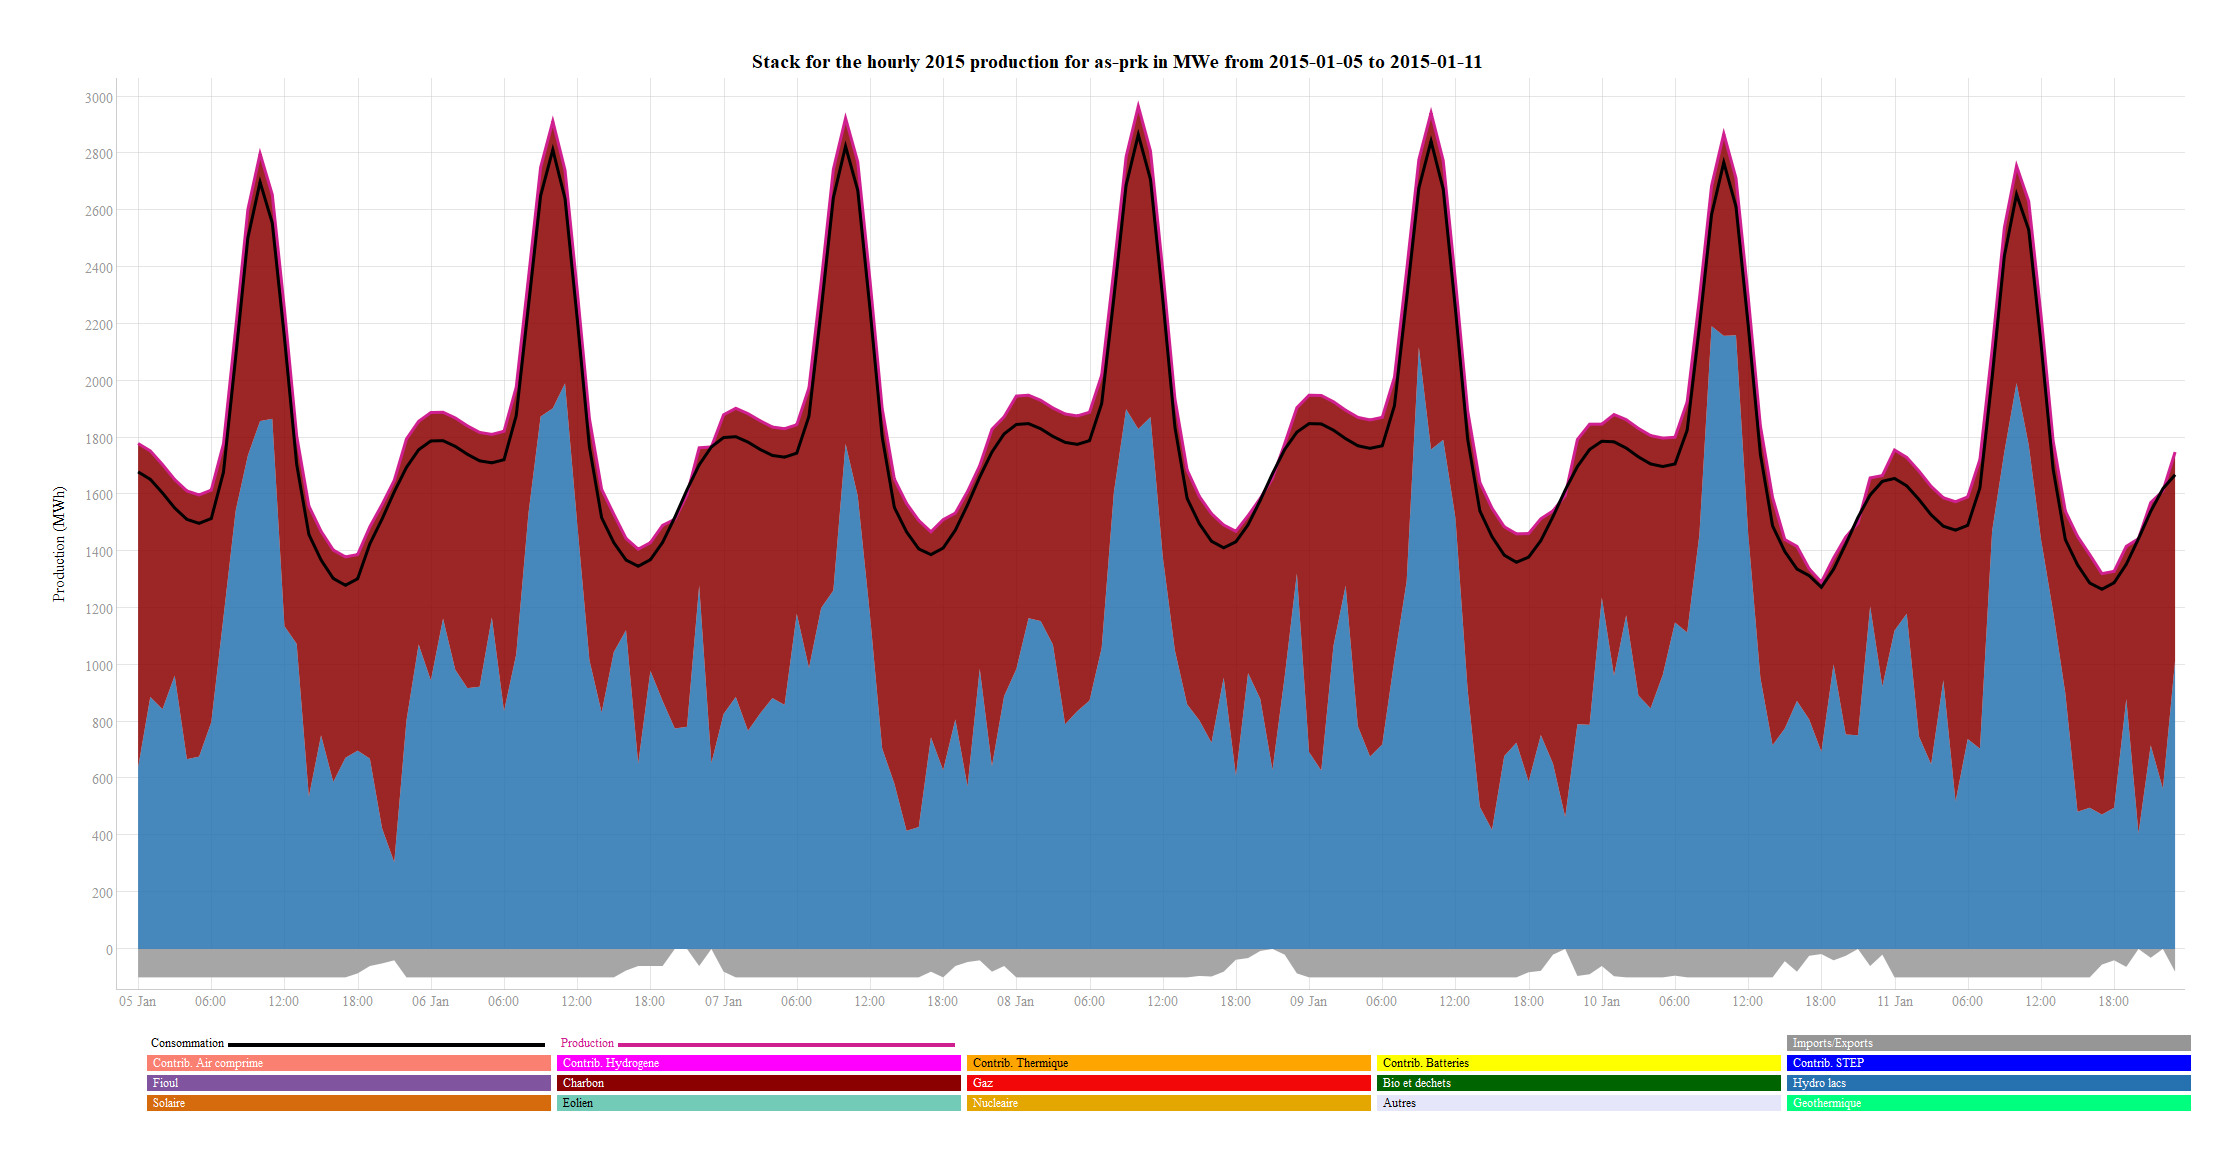 Stack for the hourly 2015 production for as-prk in MWe from 2015-01-05 to 2015-01-11
3000
2800
2600
2400
2200
2000
1800
1600
1400
1200
1000
800
600
400
200
0
Production (MWh)
05 Jan 06:00 12:00 18:00 06 Jan 06:00 12:00 18:00 07 Jan 06:00 12:00 18:00 08 Jan 06:00 12:00 18:00 09 Jan 06:00 12:00 18:00 10 Jan 06:00 12:00 18:00 11 Jan 06:00 12:00 18:00
Consommation Production Imports/Exports
Contrib. Air comprime Contrib. Hydrogene Contrib. Thermique Contrib. Batteries Contrib. STEP
Fioul Charbon Gaz Bio et dechets Hydro lacs
Solaire Eolien Nucleaire Autres Geothermique